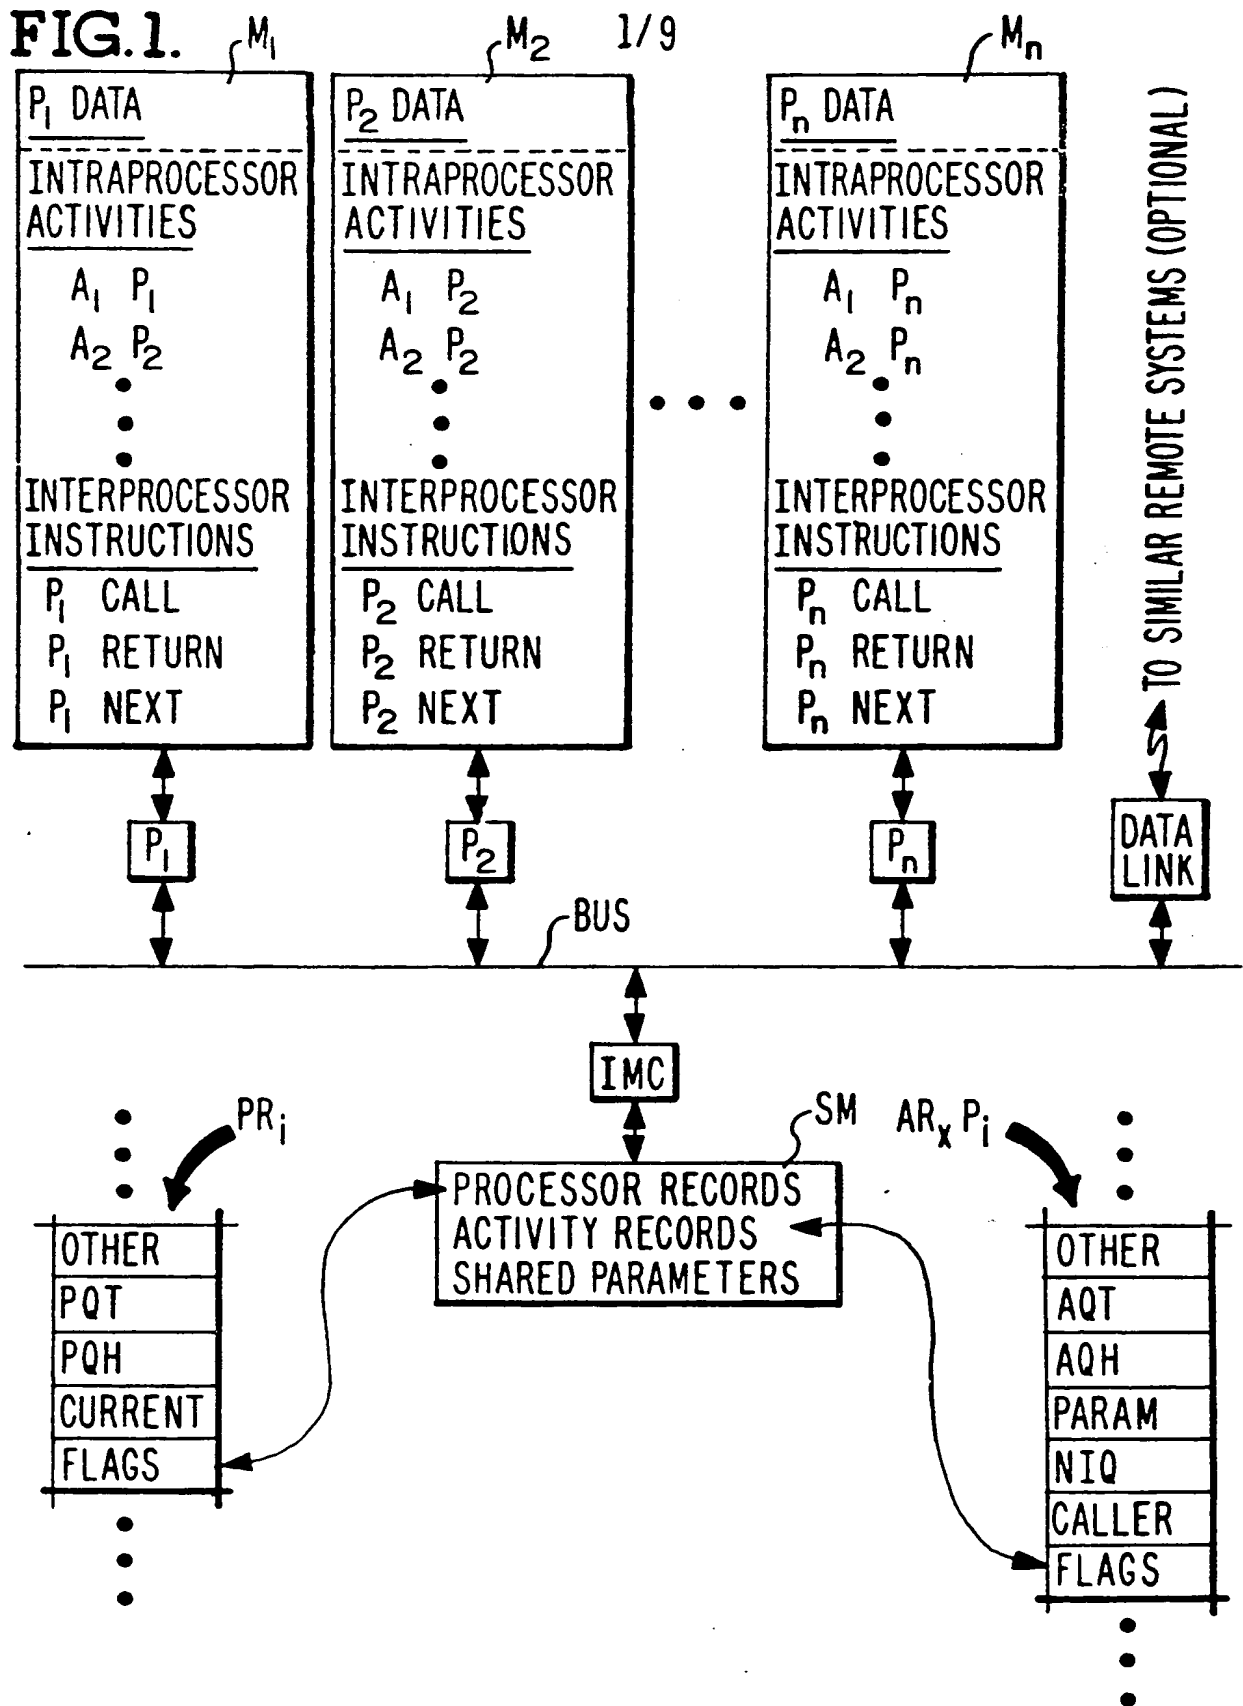 FIG.1.
1/9
M1
P1 DATA
INTRAPROCESSOR
ACTIVITIES
A1 P1
A2 P2
INTERPROCESSOR
INSTRUCTIONS
P1 CALL
P1 RETURN
P1 NEXT
P1
M2
P2 DATA
INTRAPROCESSOR
ACTIVITIES
A1 P2
A2 P2
INTERPROCESSOR
INSTRUCTIONS
P2 CALL
P2 RETURN
P2 NEXT
P2
Mn
Pn DATA
INTRAPROCESSOR
ACTIVITIES
A1 Pn
A2 Pn
INTERPROCESSOR
INSTRUCTIONS
Pn CALL
Pn RETURN
Pn NEXT
Pn
TO SIMILAR REMOTE SYSTEMS (OPTIONAL)
DATA
LINK
BUS
IMC
SM
PROCESSOR RECORDS
ACTIVITY RECORDS
SHARED PARAMETERS
PRi
OTHER
PQT
PQH
CURRENT
FLAGS
ARx Pi
OTHER
AQT
AQH
PARAM
NIQ
CALLER
FLAGS